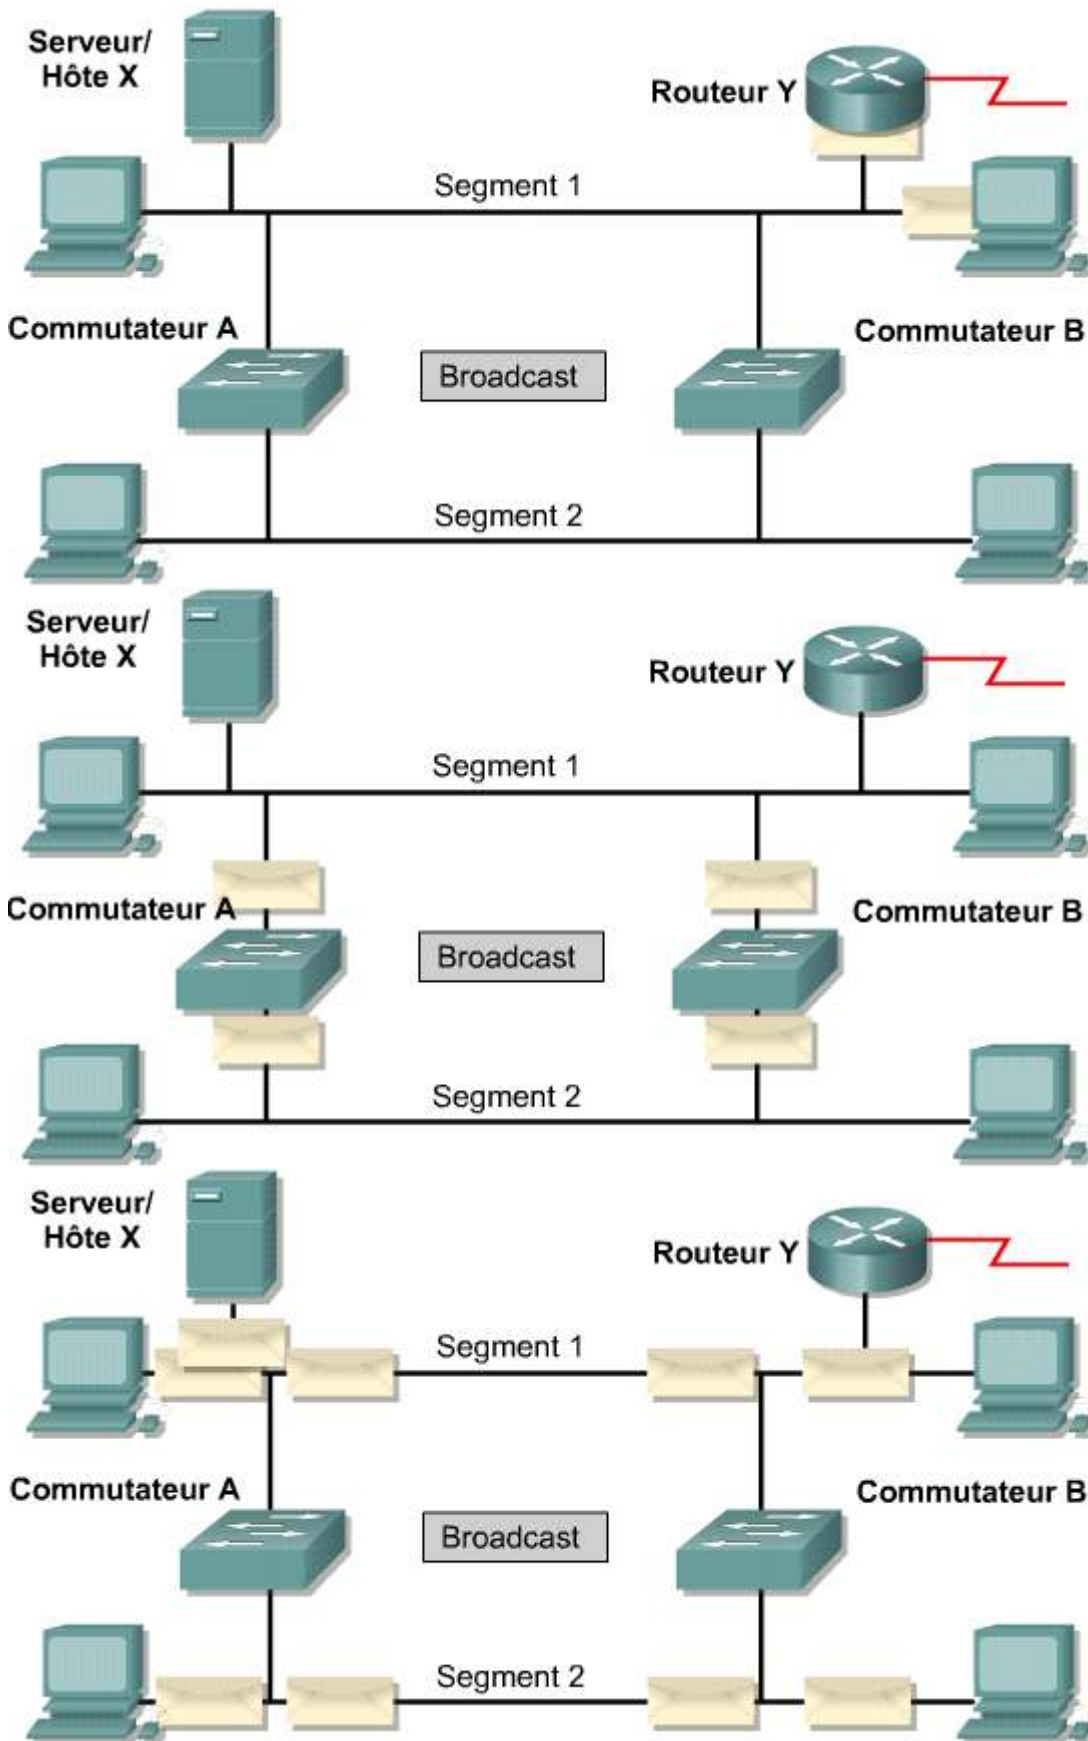 Serveur/
Hôte X
Routeur Y
Segment 1
Commutateur A
Commutateur B
Broadcast
Segment 2
Serveur/
Hôte X
Routeur Y
Segment 1
Commutateur A
Commutateur B
Broadcast
Segment 2
Serveur/
Hôte X
Routeur Y
Segment 1
Commutateur A
Commutateur B
Broadcast
Segment 2